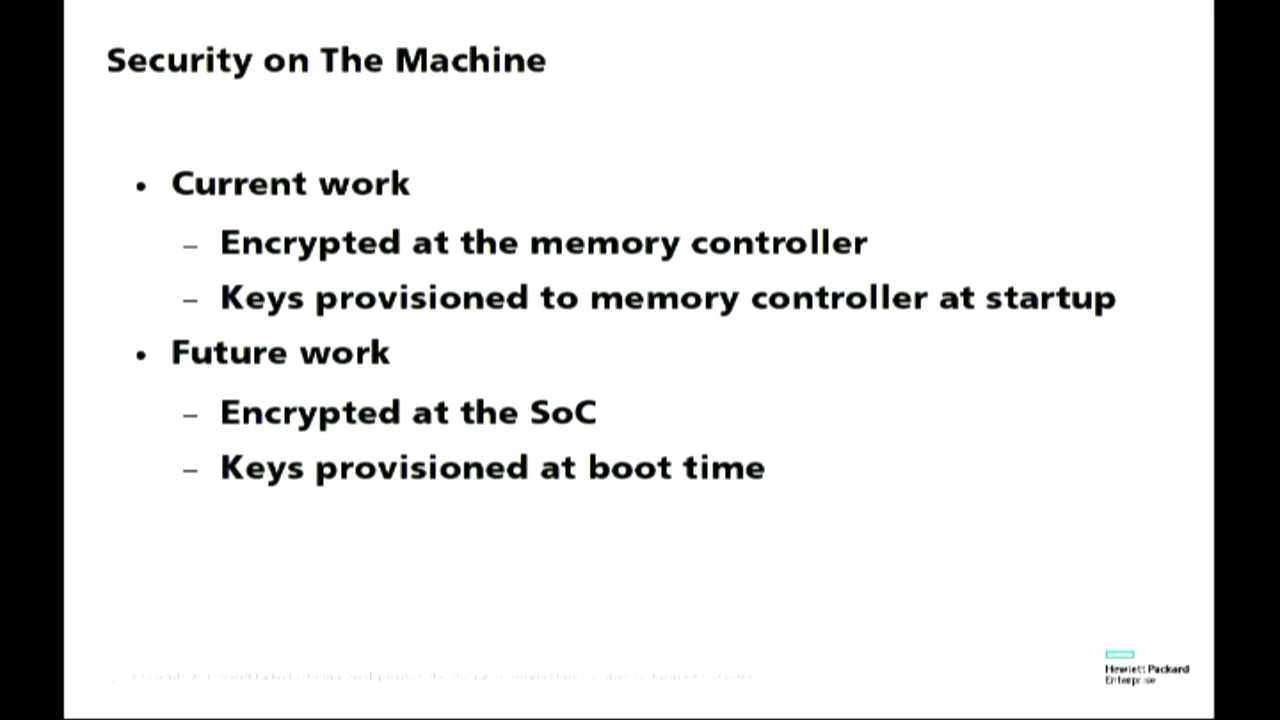 Security on The Machine
• Current work
– Encrypted at the memory controller
– Keys provisioned to memory controller at startup
• Future work
– Encrypted at the SoC
– Keys provisioned at boot time
Hewlett Packard
Enterprise